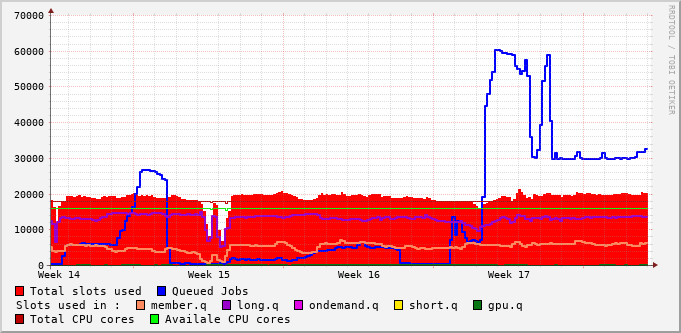 70000
60000
50000
40000
30000
20000
10000
0
Week 14 Week 15 Week 16 Week 17
Total slots used Queued Jobs
Slots used in : member.q long.q ondemand.q short.q gpu.q
Total CPU cores Availale CPU cores
RRDTOOL / TOBI OETIKER